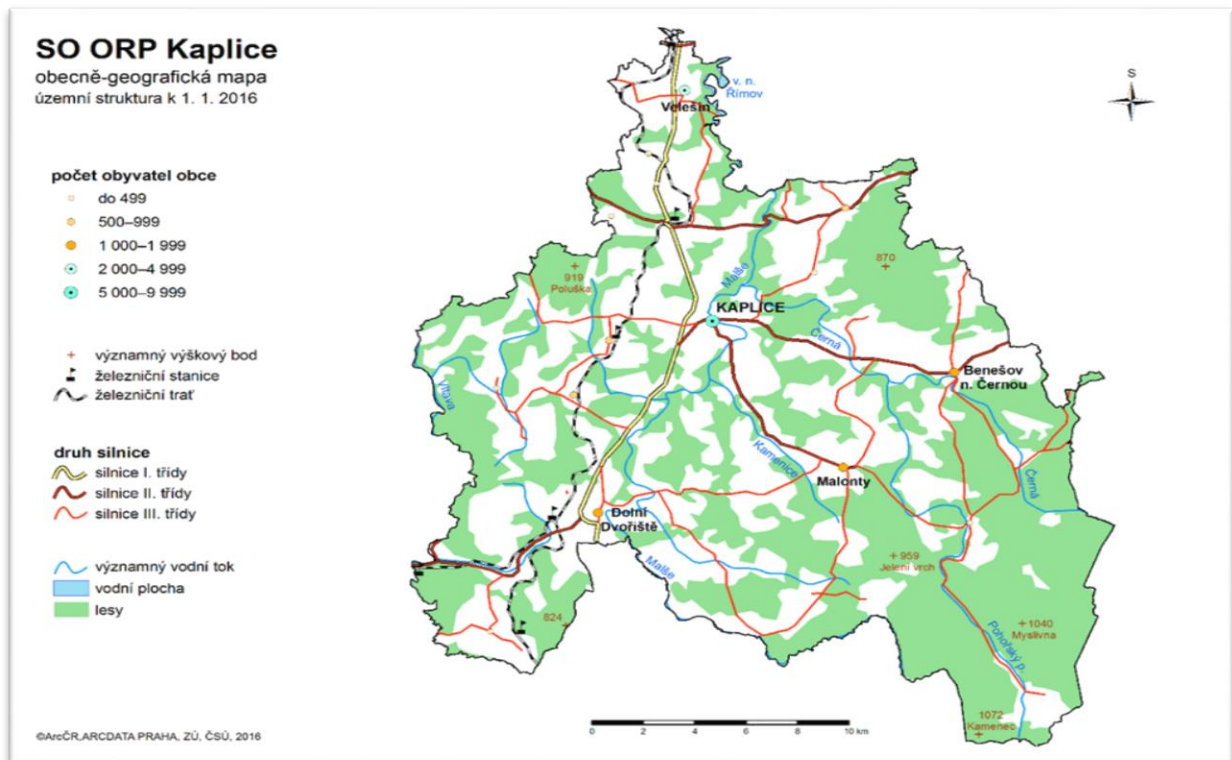 SO ORP Kaplice
obecně-geografická mapa
územní struktura k 1. 1. 2016
počet obyvatel obce
do 499
500–999
1 000–1 999
2 000–4 999
5 000–9 999
významný výškový bod
železniční stanice
železniční trať
druh silnice
silnice I. třídy
silnice II. třídy
silnice III. třídy
významný vodní tok
vodní plocha
lesy
©ArcČR,ARCDATA PRAHA, ZÚ, ČSÚ, 2016
S
v. n.
Římov
Velešín
Malše
870
919
Poluška
KAPLICE
Černá
Benešov
n. Černou
Vltava
Kamenice
Malonty
Černá
Dolní
Dvořiště
Malše
959
Jelení vrch
824
1040
Myslivna
Pohořský p.
1072
Kamenec
0 2 4 6 8 10 km